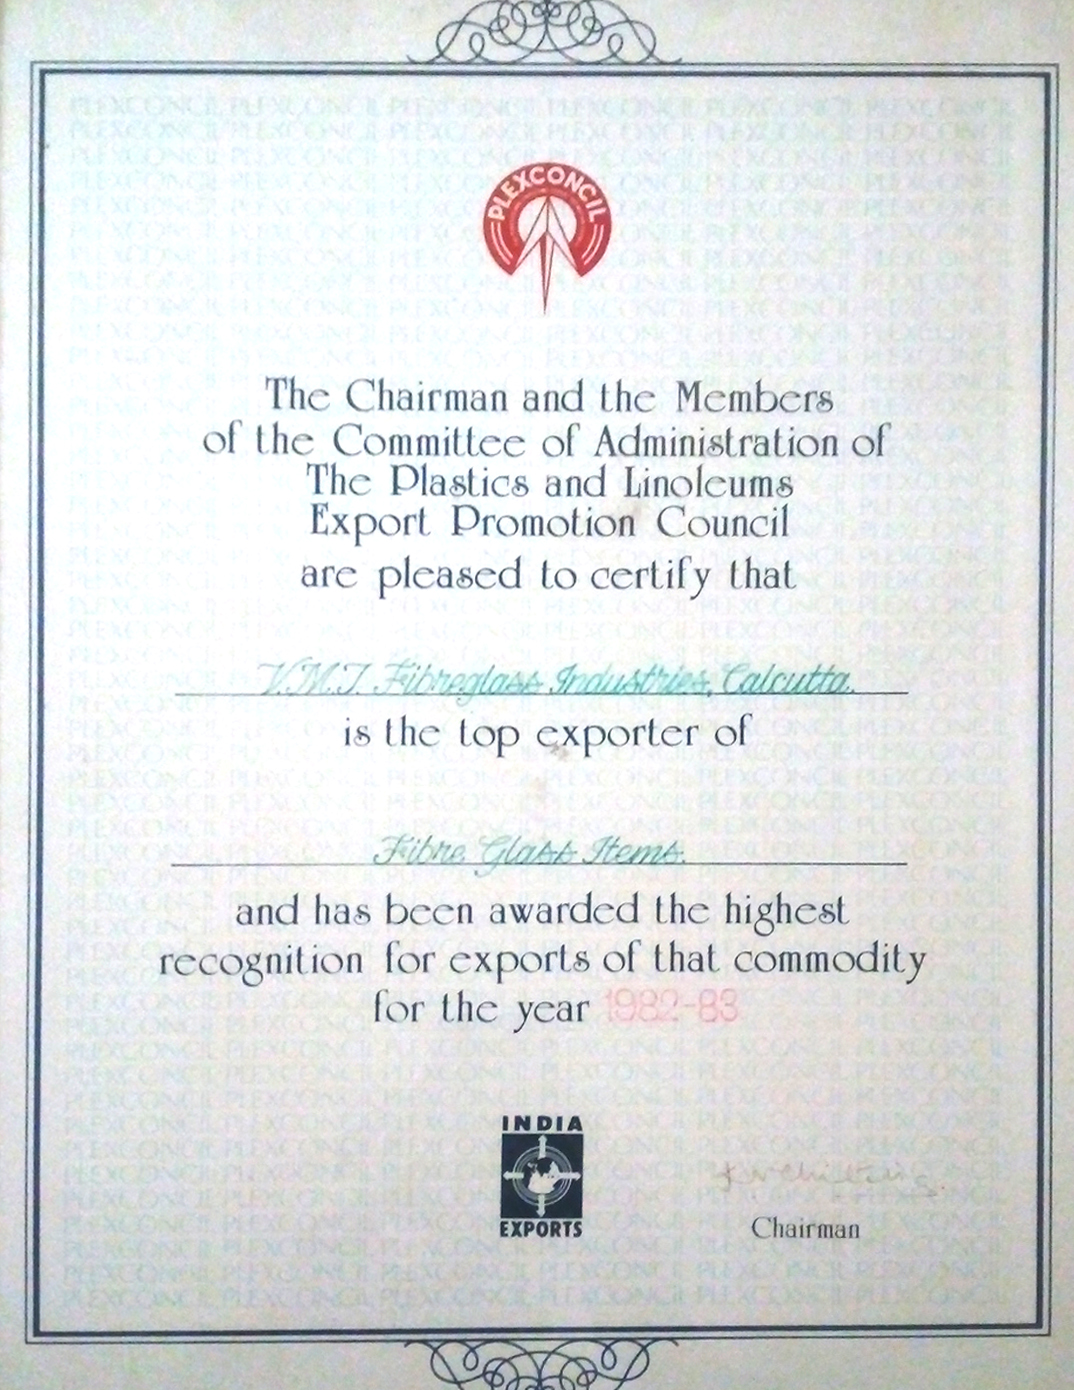 PLEXCONCIL
The Chairman and the Members
of the Committee of Administration of
The Plastics and Linoleums
Export Promotion Council
are pleased to certify that
V.M.J. Fibreglass Industries, Calcutta.
is the top exporter of
Fibre Glass Items.
and has been awarded the highest
recognition for exports of that commodity
for the year 1982-83
INDIA
EXPORTS
Chairman